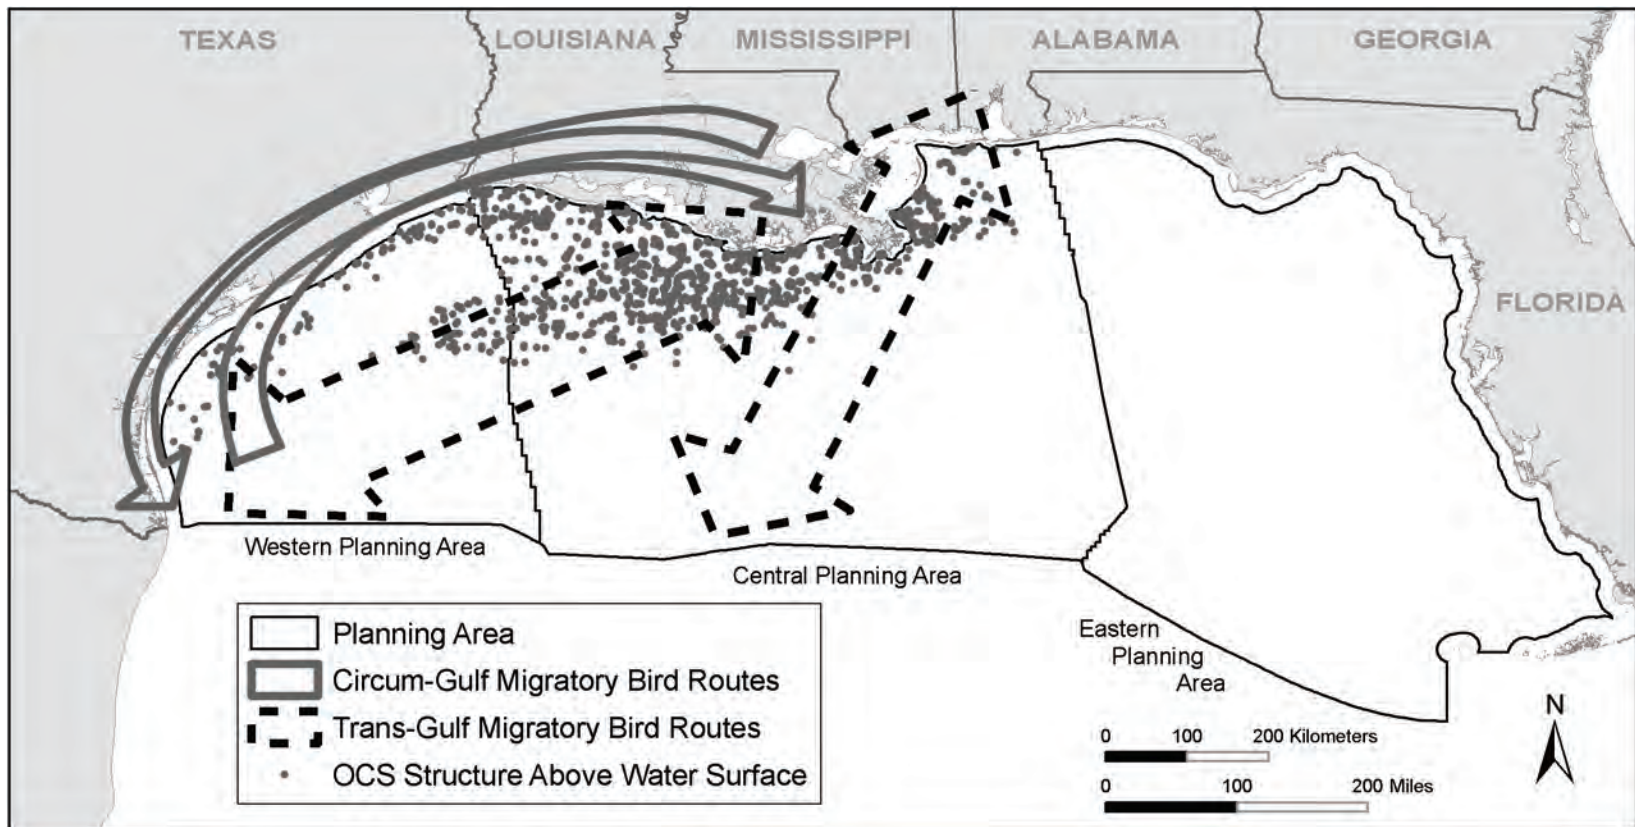 TEXAS
LOUISIANA
MISSISSIPPI
ALABAMA
GEORGIA
FLORIDA
Western Planning Area
Central Planning Area
Eastern
Planning
Area
Planning Area
Circum-Gulf Migratory Bird Routes
Trans-Gulf Migratory Bird Routes
OCS Structure Above Water Surface
N
0 100 200 Kilometers
0 100 200 Miles